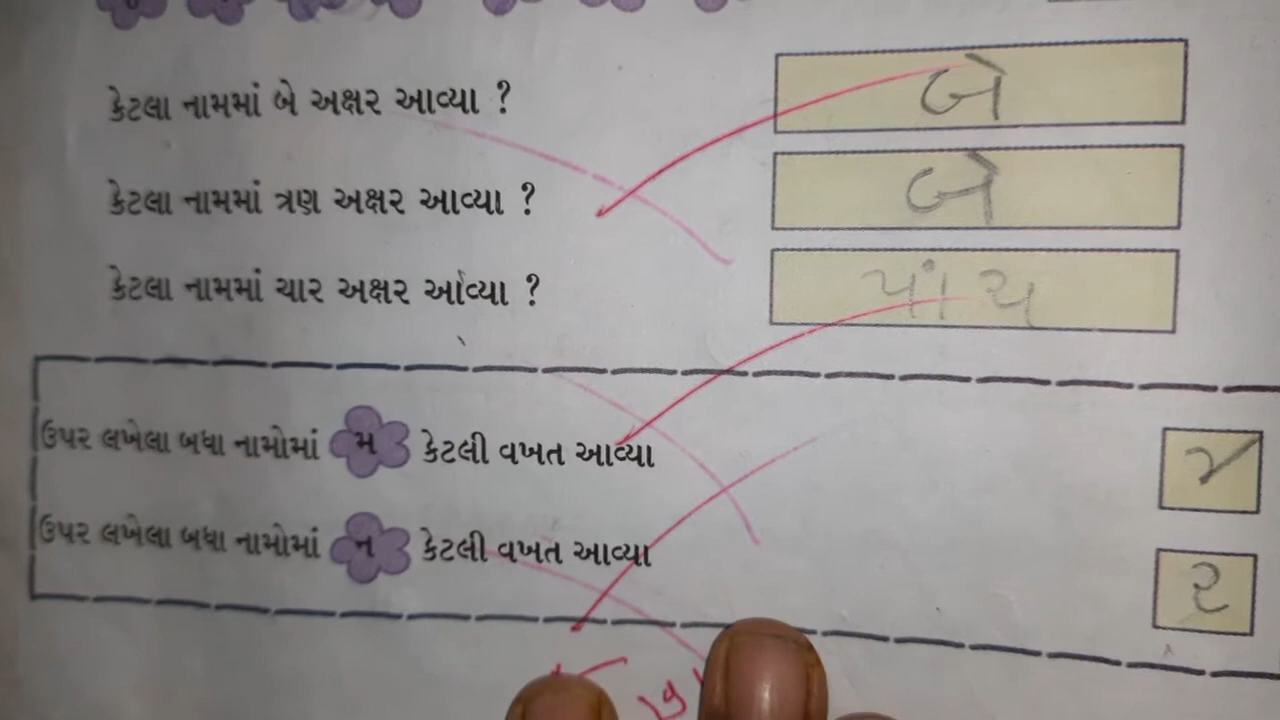 કેટલા નામમાં બે અક્ષર આવ્યા ? બે
કેટલા નામમાં ત્રણ અક્ષર આવ્યા ? બે
કેટલા નામમાં ચાર અક્ષર આવ્યા ? પાંચ
ઉપર લખેલા બધા નામોમાં મ કેટલી વખત આવ્યા ૪
ઉપર લખેલા બધા નામોમાં ન કેટલી વખત આવ્યા ૨